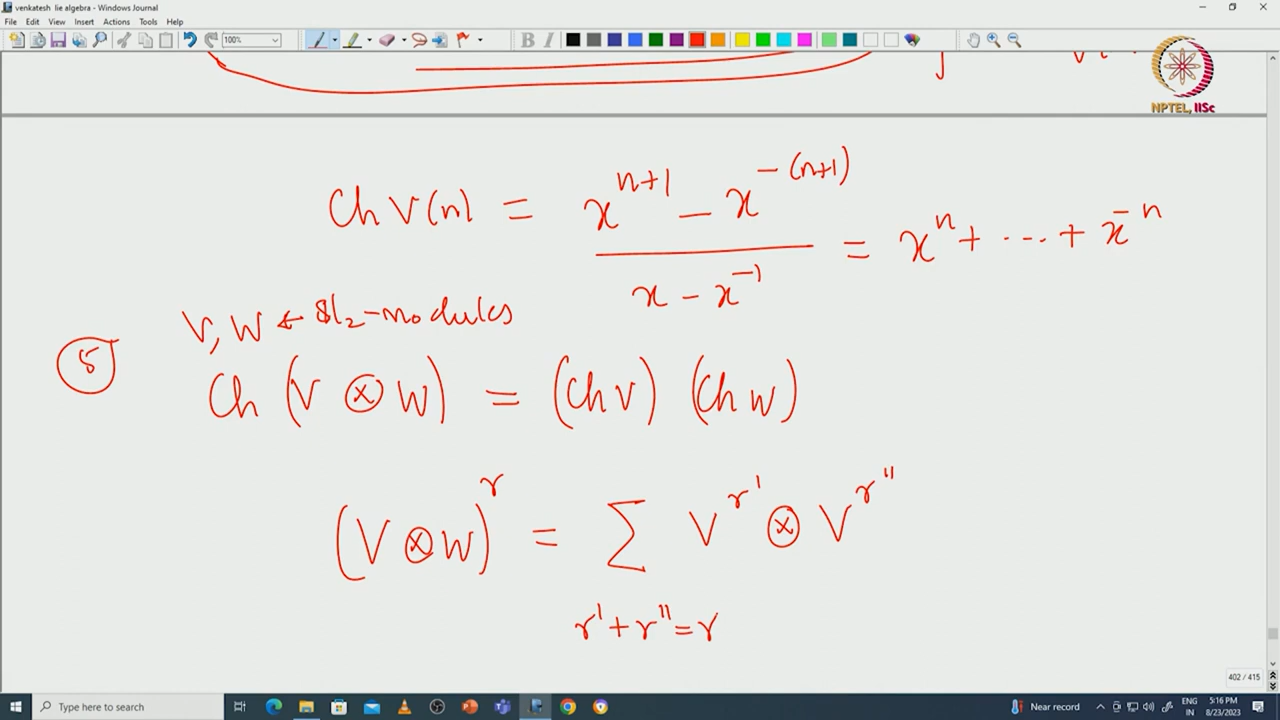 venkatesh lie algebra - Windows Journal
File Edit View Insert Actions Tools Help
100%
B I
NPTEL, IISc
Ch V(n) = \frac{x^{n+1} - x^{-(n+1)}}{x - x^{-1}} = x^n + ... + x^{-n}
V, W ← sl_2-modules
⑤ Ch (V ⊗ W) = (Ch V) (Ch W)
(V ⊗ W)^r = ∑ V^{r'} ⊗ V^{r''}
r' + r'' = r
402 / 415
Type here to search
Near record
ENG
IN
5:16 PM
8/23/2023